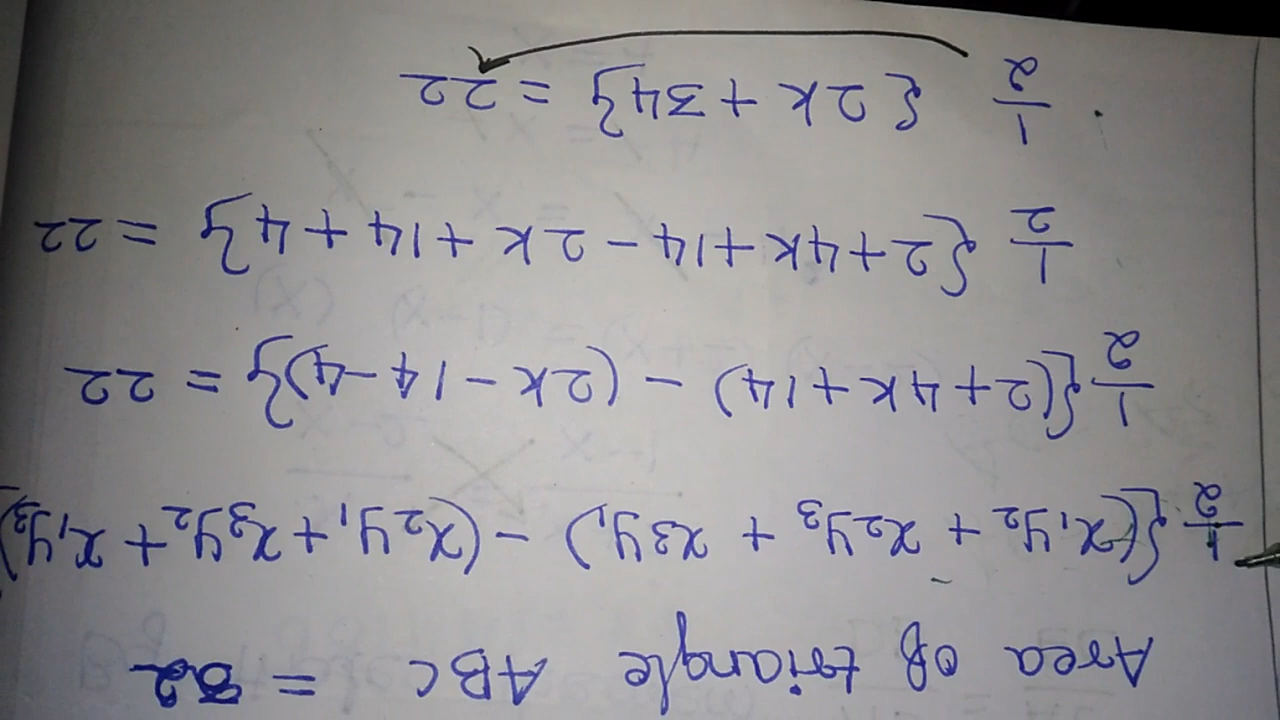 Area of triangle ABC = 32
1/2 {(x₁y₂ + x₂y₃ + x₃y₁) - (x₂y₁ + x₃y₂ + x₁y₃)
1/2 {(2+4k+14) - (2k-14-4)} = 22
1/2 {2+4k+14-2k+14+4} = 22
1/2 {2k+34} = 22